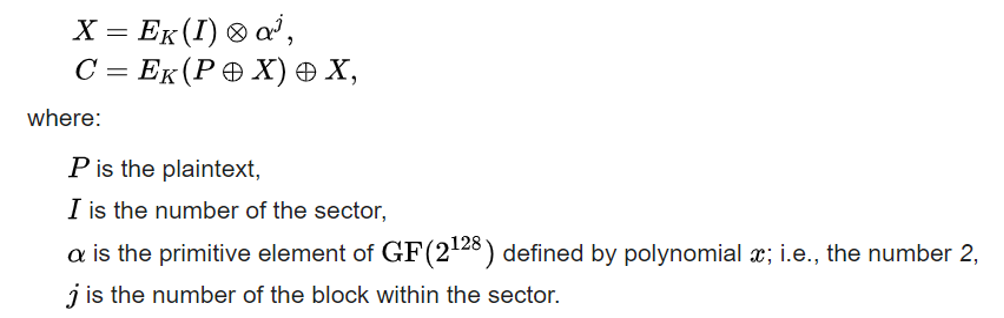 X = E_K(I) ⊗ α^j,
C = E_K(P ⊕ X) ⊕ X,
where:
P is the plaintext,
I is the number of the sector,
α is the primitive element of GF(2^128) defined by polynomial x; i.e., the number 2,
j is the number of the block within the sector.